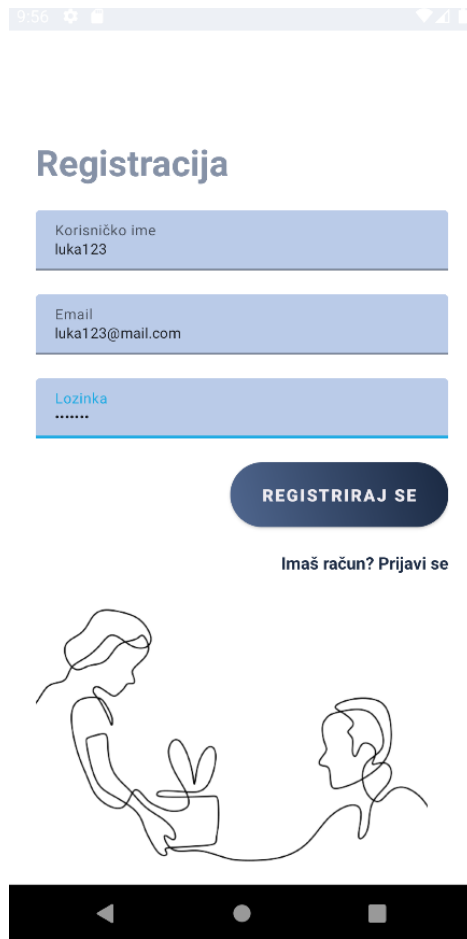 9:56
Registracija
Korisničko ime
luka123
Email
luka123@mail.com
Lozinka
•••••••
REGISTRIRAJ SE
Imaš račun? Prijavi se